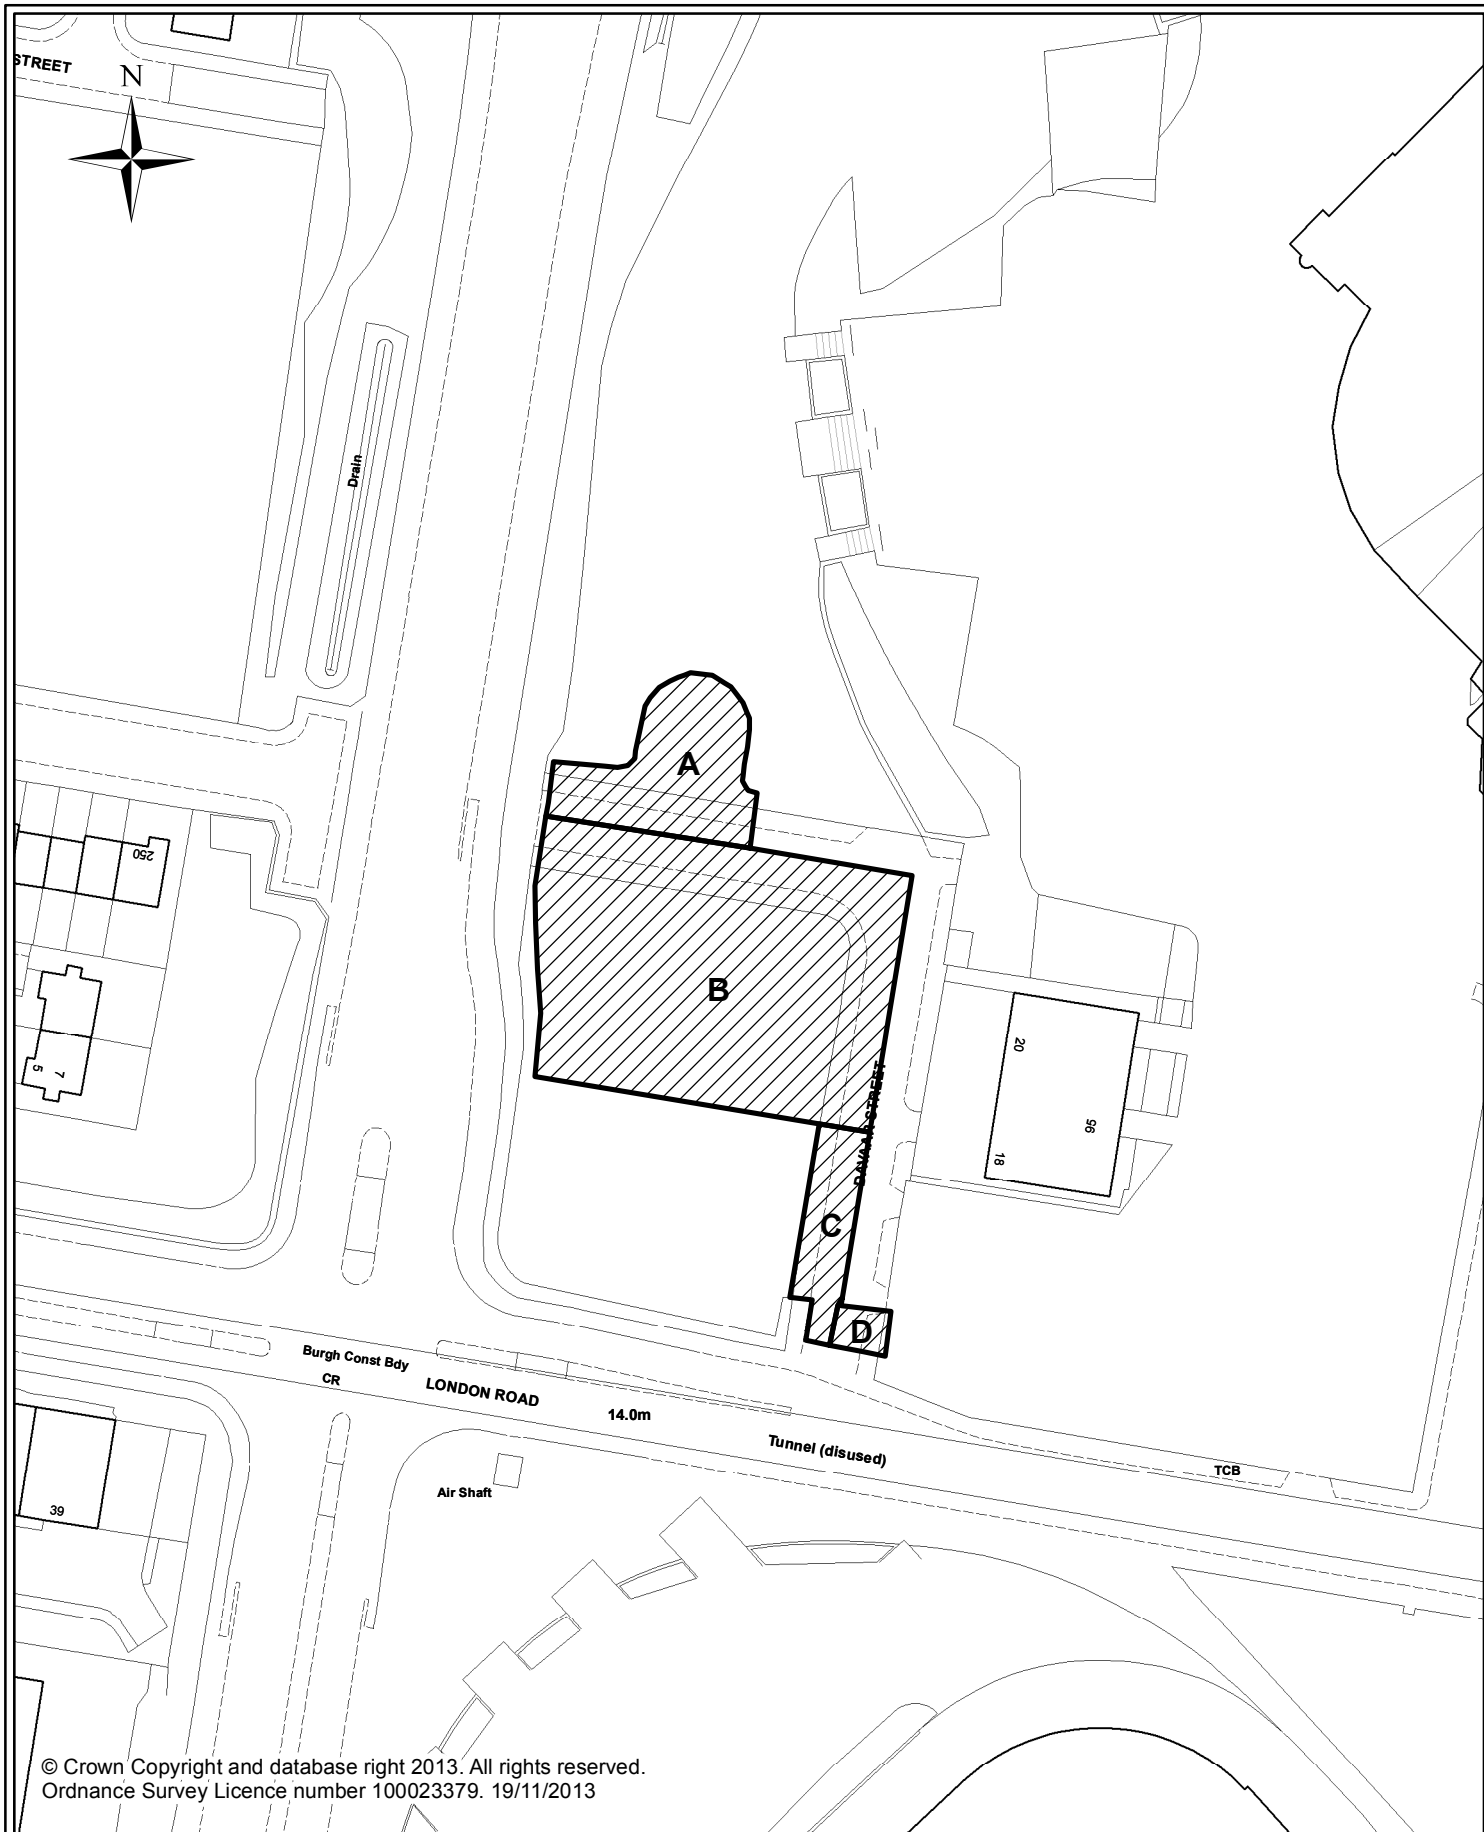 STREET
N
Drain
A
250
B
20
5
7
DAVAAR STREET
96
18
C
D
Burgh Const Bdy
CR
LONDON ROAD
14.0m
Tunnel (disused)
TCB
Air Shaft
39
© Crown Copyright and database right 2013. All rights reserved.
Ordnance Survey Licence number 100023379. 19/11/2013